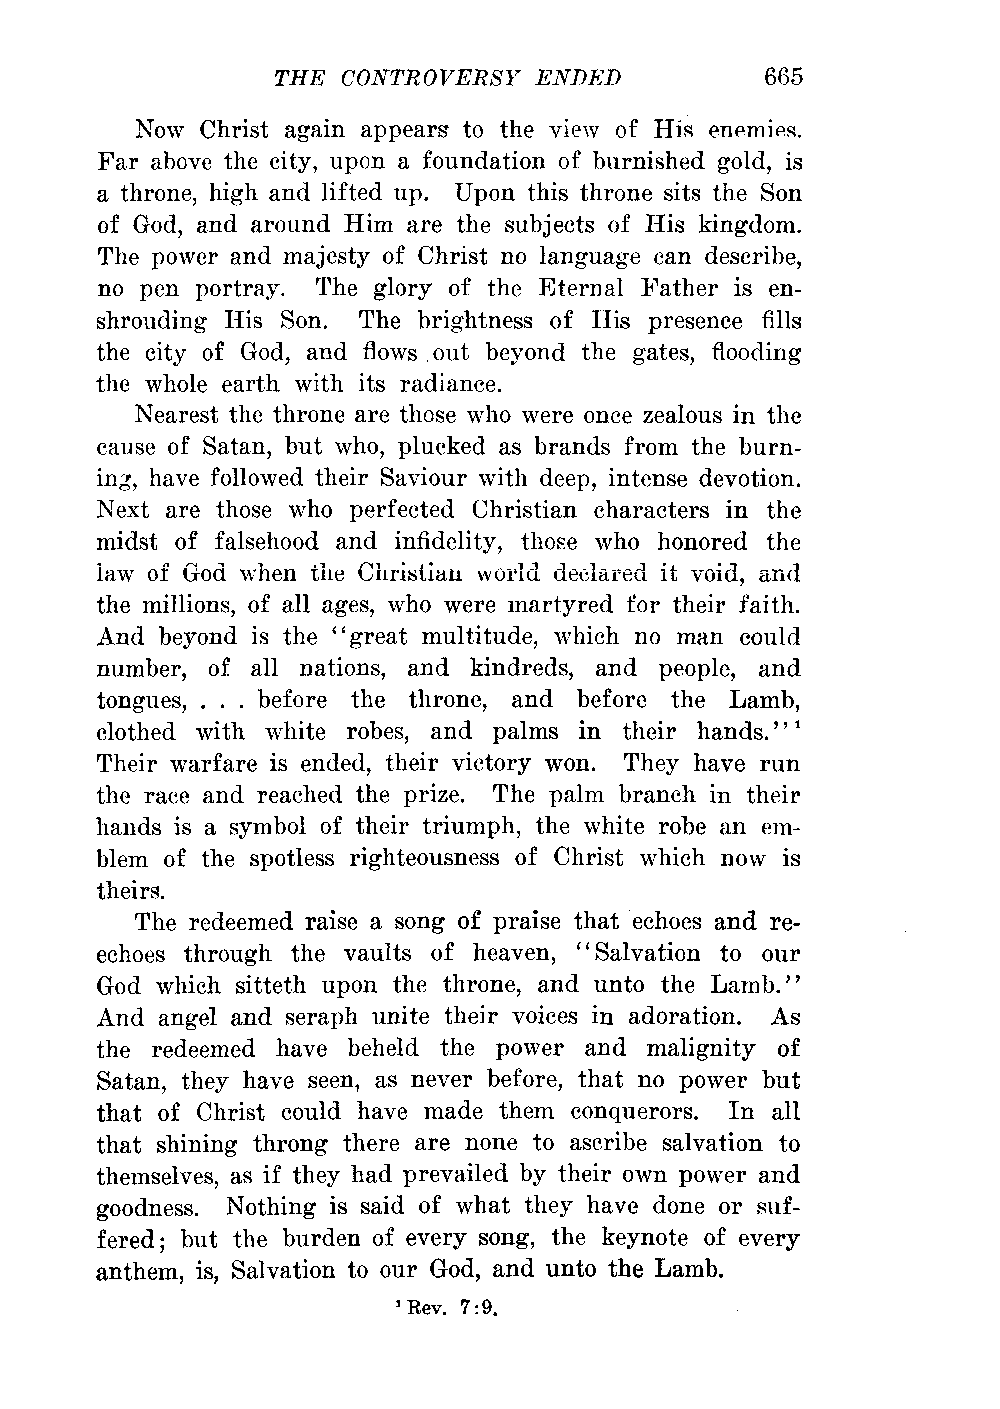 THE CONTROVERSY ENDED 665
Now Christ again appears to the view of His enemies.
Far above the city, upon a foundation of burnished gold, is
a throne, high and lifted up. Upon this throne sits the Son
of God, and around Him are the subjects of His kingdom.
The power and majesty of Christ no language can describe,
no pen portray. The glory of the Eternal Father is en-
shrouding His Son. The brightness of His presence fills
the city of God, and flows out beyond the gates, flooding
the whole earth with its radiance.
Nearest the throne are those who were once zealous in the
cause of Satan, but who, plucked as brands from the burn-
ing, have followed their Saviour with deep, intense devotion.
Next are those who perfected Christian characters in the
midst of falsehood and infidelity, those who honored the
law of God when the Christian world declared it void, and
the millions, of all ages, who were martyred for their faith.
And beyond is the "great multitude, which no man could
number, of all nations, and kindreds, and people, and
tongues, . . . before the throne, and before the Lamb,
clothed with white robes, and palms in their hands."¹
Their warfare is ended, their victory won. They have run
the race and reached the prize. The palm branch in their
hands is a symbol of their triumph, the white robe an em-
blem of the spotless righteousness of Christ which now is
theirs.
The redeemed raise a song of praise that echoes and re-
echoes through the vaults of heaven, "Salvation to our
God which sitteth upon the throne, and unto the Lamb."
And angel and seraph unite their voices in adoration. As
the redeemed have beheld the power and malignity of
Satan, they have seen, as never before, that no power but
that of Christ could have made them conquerors. In all
that shining throng there are none to ascribe salvation to
themselves, as if they had prevailed by their own power and
goodness. Nothing is said of what they have done or suf-
fered; but the burden of every song, the keynote of every
anthem, is, Salvation to our God, and unto the Lamb.
¹ Rev. 7:9.